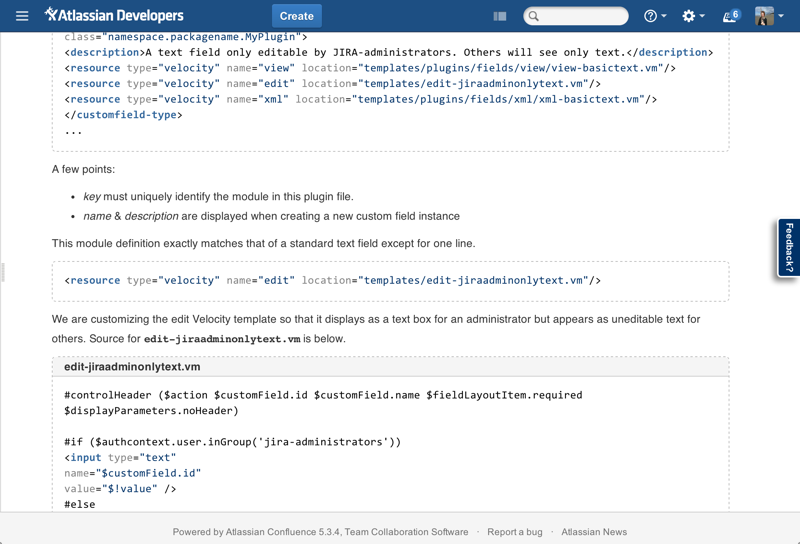 Atlassian Developers
Create
6
class="namespace.packagename.MyPlugin">
<description>A text field only editable by JIRA-administrators. Others will see only text.</description>
<resource type="velocity" name="view" location="templates/plugins/fields/view/view-basictext.vm"/>
<resource type="velocity" name="edit" location="templates/edit-jiraadminonlytext.vm"/>
<resource type="velocity" name="xml" location="templates/plugins/fields/xml/xml-basictext.vm"/>
</customfield-type>
...
A few points:
• key must uniquely identify the module in this plugin file.
• name & description are displayed when creating a new custom field instance
This module definition exactly matches that of a standard text field except for one line.
Feedback?
<resource type="velocity" name="edit" location="templates/edit-jiraadminonlytext.vm"/>
We are customizing the edit Velocity template so that it displays as a text box for an administrator but appears as uneditable text for
others. Source for edit-jiraadminonlytext.vm is below.
edit-jiraadminonlytext.vm
#controlHeader ($action $customField.id $customField.name $fieldLayoutItem.required
$displayParameters.noHeader)
#if ($authcontext.user.inGroup('jira-administrators'))
<input type="text"
name="$customField.id"
value="$!value" />
#else
Powered by Atlassian Confluence 5.3.4, Team Collaboration Software · Report a bug · Atlassian News